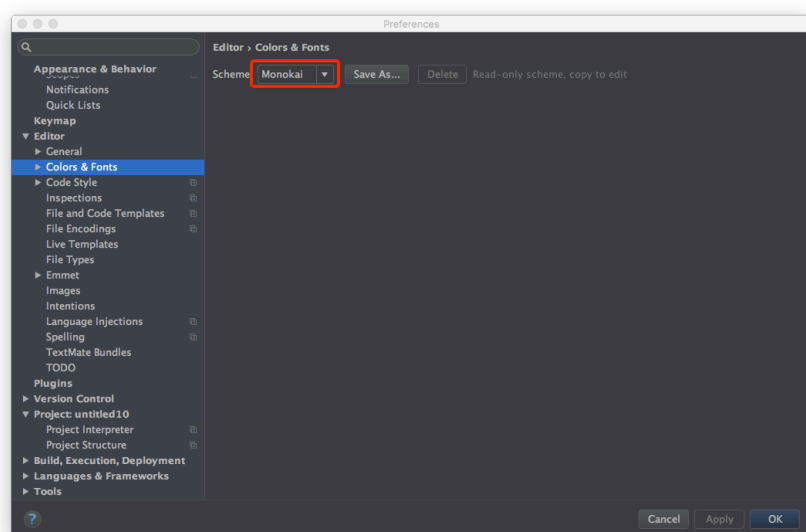 Preferences
Editor › Colors & Fonts
Scheme Monokai Save As... Delete Read-only scheme, copy to edit
Appearance & Behavior
Scopes
Notifications
Quick Lists
Keymap
Editor
General
Colors & Fonts
Code Style
Inspections
File and Code Templates
File Encodings
Live Templates
File Types
Emmet
Images
Intentions
Language Injections
Spelling
TextMate Bundles
TODO
Plugins
Version Control
Project: untitled10
Project Interpreter
Project Structure
Build, Execution, Deployment
Languages & Frameworks
Tools
? Cancel Apply OK